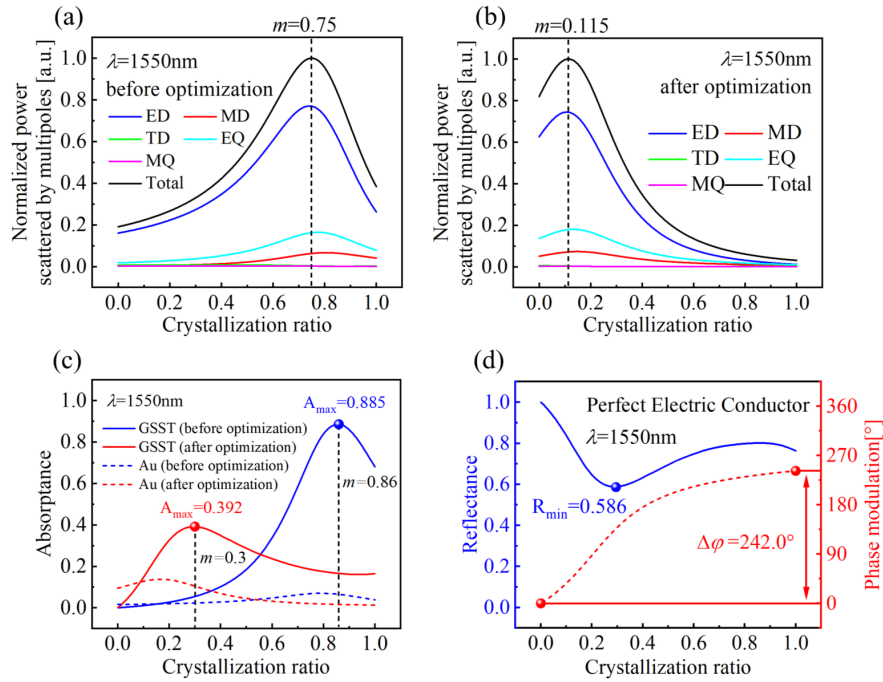 (a)
m=0.75
λ=1550nm
before optimization
ED
MD
TD
EQ
MQ
Total
Normalized power
scattered by multipoles [a.u.]
1.0
0.8
0.6
0.4
0.2
0.0
0.0 0.2 0.4 0.6 0.8 1.0
Crystallization ratio
(b)
m=0.115
λ=1550nm
after optimization
ED
MD
TD
EQ
MQ
Total
Normalized power
scattered by multipoles [a.u.]
1.0
0.8
0.6
0.4
0.2
0.0
0.0 0.2 0.4 0.6 0.8 1.0
Crystallization ratio
(c)
λ=1550nm
Amax=0.885
GSST (before optimization)
GSST (after optimization)
Au (before optimization)
Au (after optimization)
m=0.86
Amax=0.392
m=0.3
Absorptance
1.0
0.8
0.6
0.4
0.2
0.0
0.0 0.2 0.4 0.6 0.8 1.0
Crystallization ratio
(d)
Perfect Electric Conductor
λ=1550nm
Rmin=0.586
Δφ=242.0°
Reflectance
1.0
0.8
0.6
0.4
0.2
0.0
Phase modulation[°]
360
270
180
90
0
0.0 0.2 0.4 0.6 0.8 1.0
Crystallization ratio